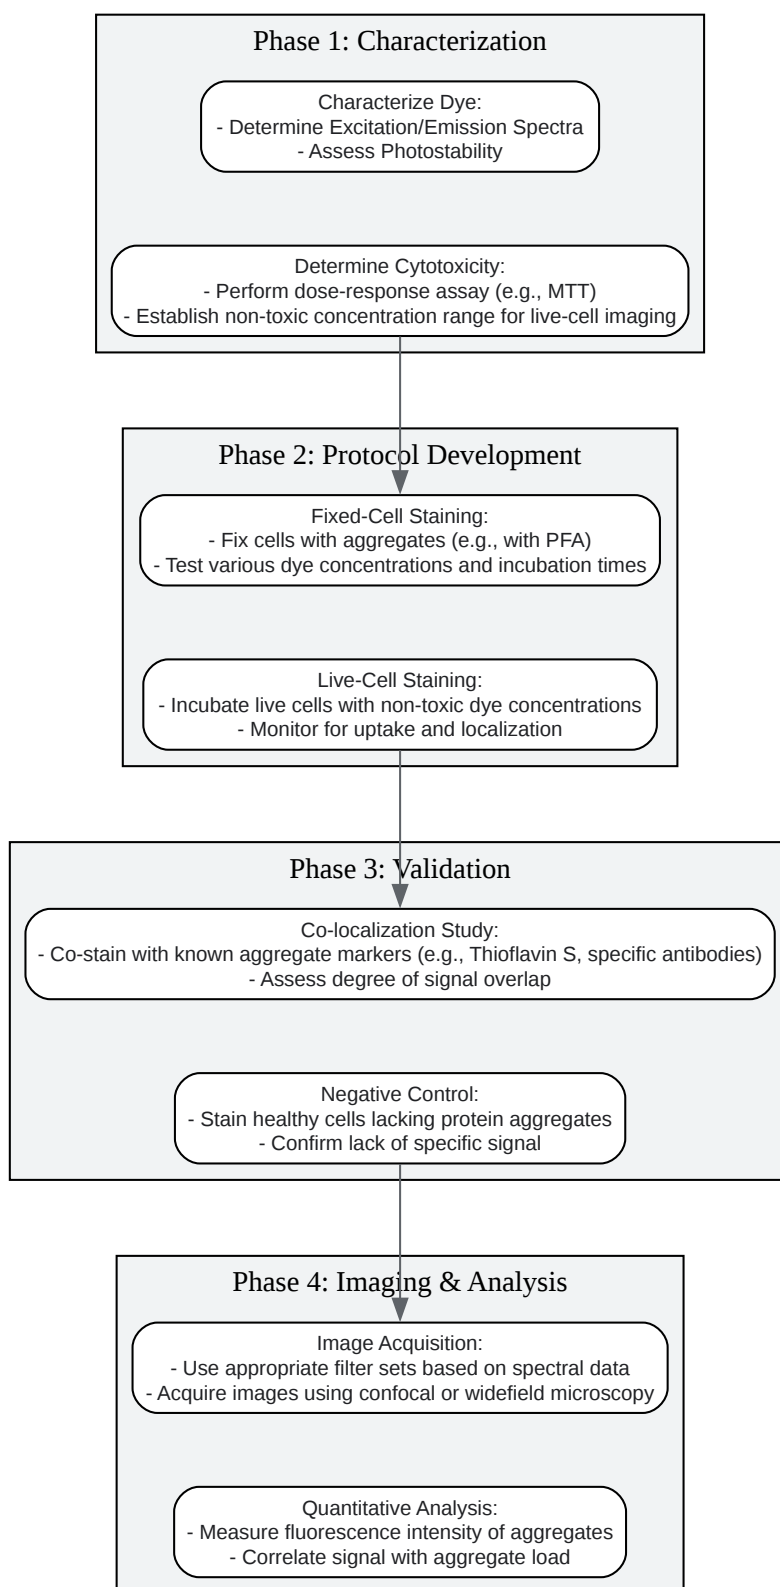 Phase 1: Characterization
Characterize Dye:
- Determine Excitation/Emission Spectra
- Assess Photostability
Determine Cytotoxicity:
- Perform dose-response assay (e.g., MTT)
- Establish non-toxic concentration range for live-cell imaging
Phase 2: Protocol Development
Fixed-Cell Staining:
- Fix cells with aggregates (e.g., with PFA)
- Test various dye concentrations and incubation times
Live-Cell Staining:
- Incubate live cells with non-toxic dye concentrations
- Monitor for uptake and localization
Phase 3: Validation
Co-localization Study:
- Co-stain with known aggregate markers (e.g., Thioflavin S, specific antibodies)
- Assess degree of signal overlap
Negative Control:
- Stain healthy cells lacking protein aggregates
- Confirm lack of specific signal
Phase 4: Imaging & Analysis
Image Acquisition:
- Use appropriate filter sets based on spectral data
- Acquire images using confocal or widefield microscopy
Quantitative Analysis:
- Measure fluorescence intensity of aggregates
- Correlate signal with aggregate load